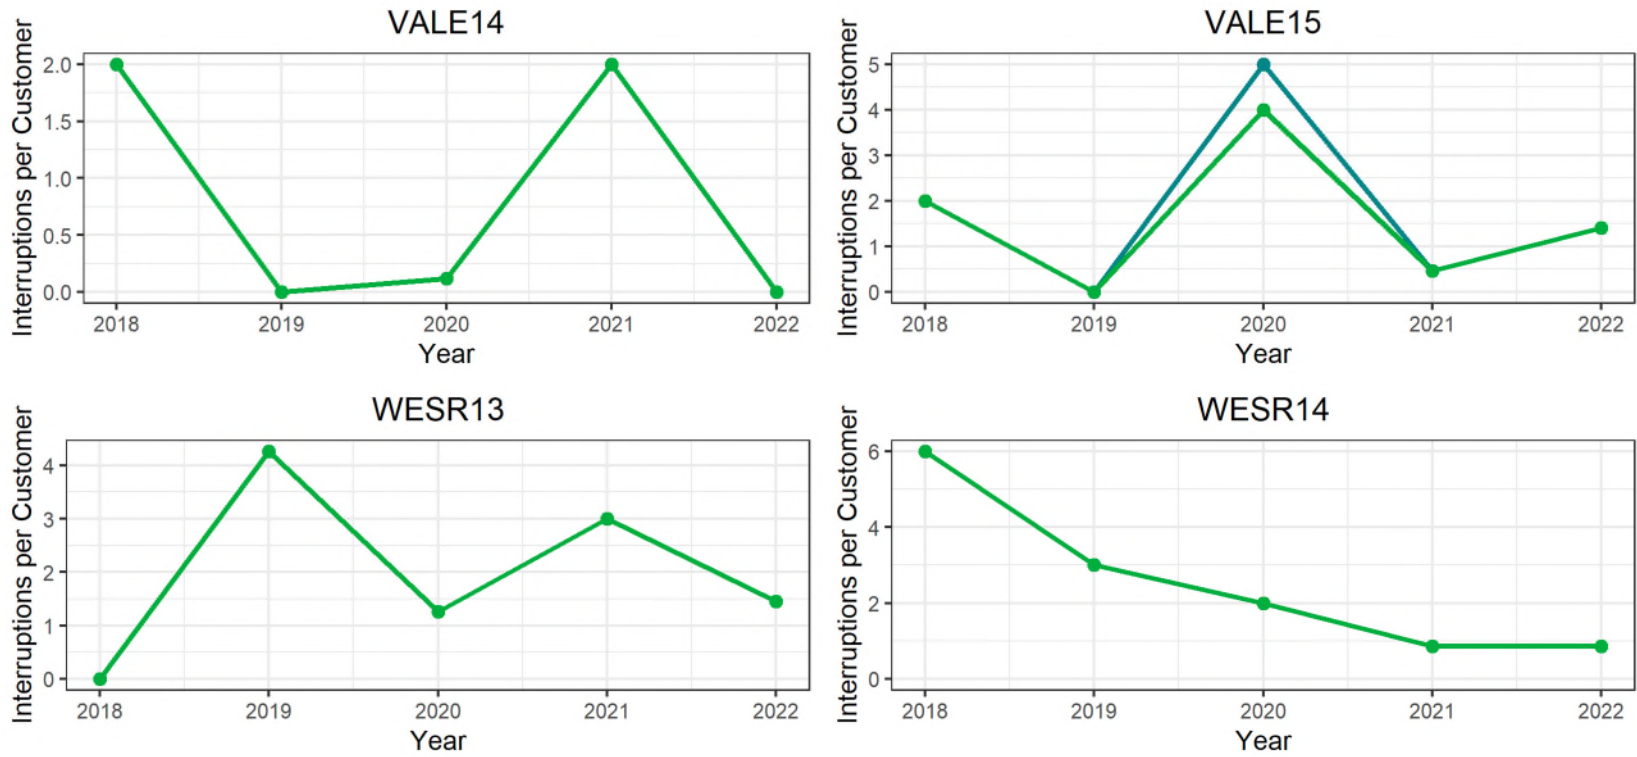 VALE14
Interruptions per Customer
2.0
1.5
1.0
0.5
0.0
2018 2019 2020 2021 2022
Year
VALE15
Interruptions per Customer
5
4
3
2
1
0
2018 2019 2020 2021 2022
Year
WESR13
Interruptions per Customer
4
3
2
1
0
2018 2019 2020 2021 2022
Year
WESR14
Interruptions per Customer
6
4
2
0
2018 2019 2020 2021 2022
Year